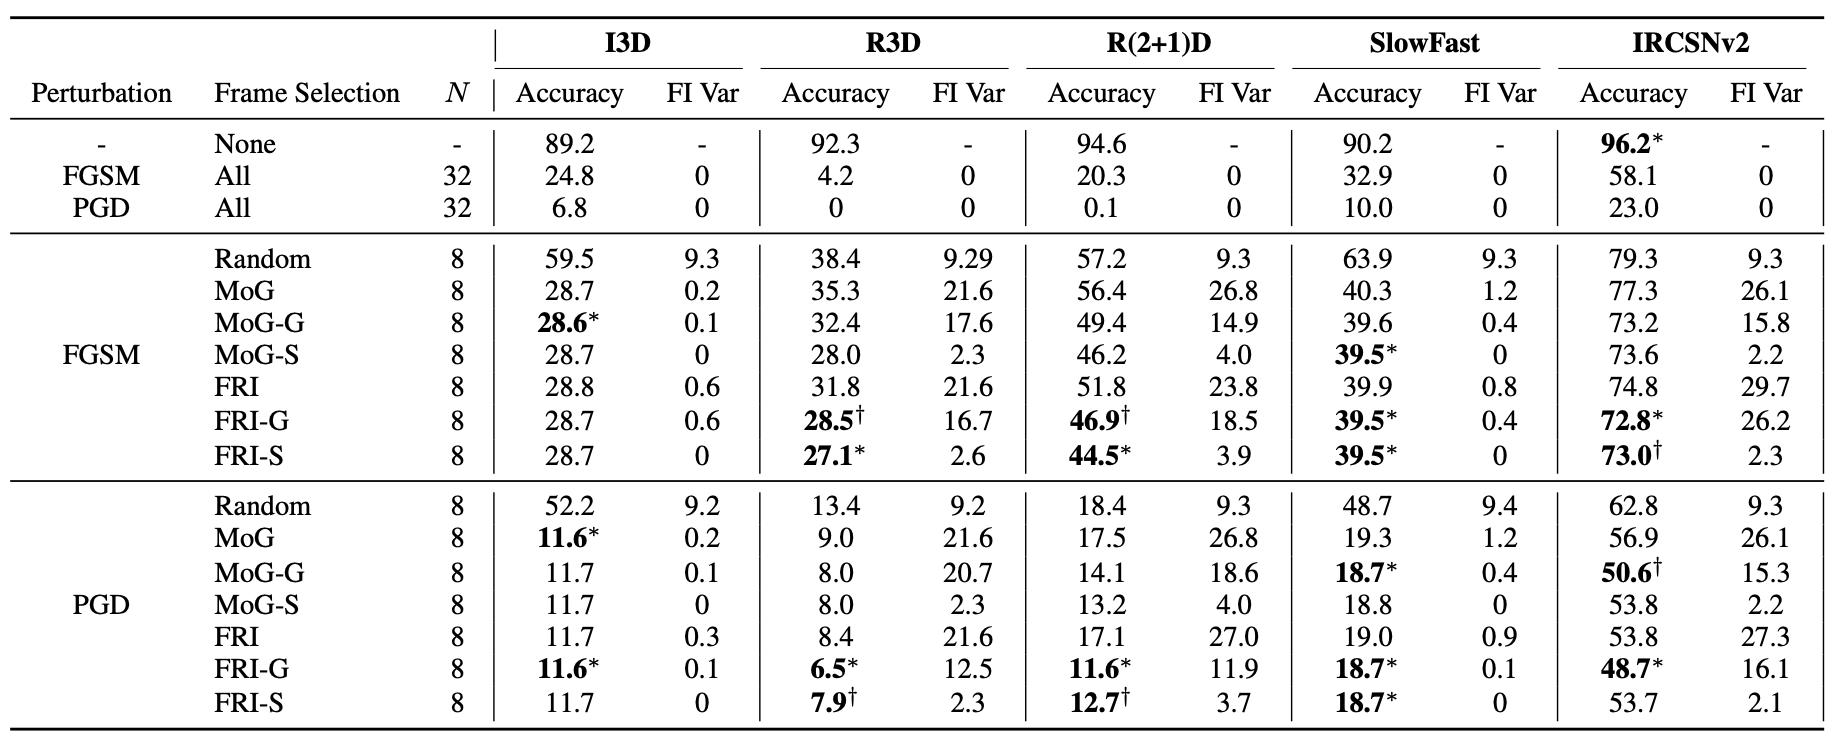 I3D R3D R(2+1)D SlowFast IRCSNv2
Perturbation Frame Selection N Accuracy FI Var Accuracy FI Var Accuracy FI Var Accuracy FI Var Accuracy FI Var
- None - 89.2 - 92.3 - 94.6 - 90.2 - 96.2* -
FGSM All 32 24.8 0 4.2 0 20.3 0 32.9 0 58.1 0
PGD All 32 6.8 0 0 0 0.1 0 10.0 0 23.0 0
Random 8 59.5 9.3 38.4 9.29 57.2 9.3 63.9 9.3 79.3 9.3
MoG 8 28.7 0.2 35.3 21.6 56.4 26.8 40.3 1.2 77.3 26.1
MoG-G 8 28.6* 0.1 32.4 17.6 49.4 14.9 39.6 0.4 73.2 15.8
FGSM MoG-S 8 28.7 0 28.0 2.3 46.2 4.0 39.5* 0 73.6 2.2
FRI 8 28.8 0.6 31.8 21.6 51.8 23.8 39.9 0.8 74.8 29.7
FRI-G 8 28.7 0.6 28.5† 16.7 46.9† 18.5 39.5* 0.4 72.8* 26.2
FRI-S 8 28.7 0 27.1* 2.6 44.5* 3.9 39.5* 0 73.0† 2.3
Random 8 52.2 9.2 13.4 9.2 18.4 9.3 48.7 9.4 62.8 9.3
MoG 8 11.6* 0.2 9.0 21.6 17.5 26.8 19.3 1.2 56.9 26.1
MoG-G 8 11.7 0.1 8.0 20.7 14.1 18.6 18.7* 0.4 50.6† 15.3
PGD MoG-S 8 11.7 0 8.0 2.3 13.2 4.0 18.8 0 53.8 2.2
FRI 8 11.7 0.3 8.4 21.6 17.1 27.0 19.0 0.9 53.8 27.3
FRI-G 8 11.6* 0.1 6.5* 12.5 11.6* 11.9 18.7* 0.1 48.7* 16.1
FRI-S 8 11.7 0 7.9† 2.3 12.7† 3.7 18.7* 0 53.7 2.1